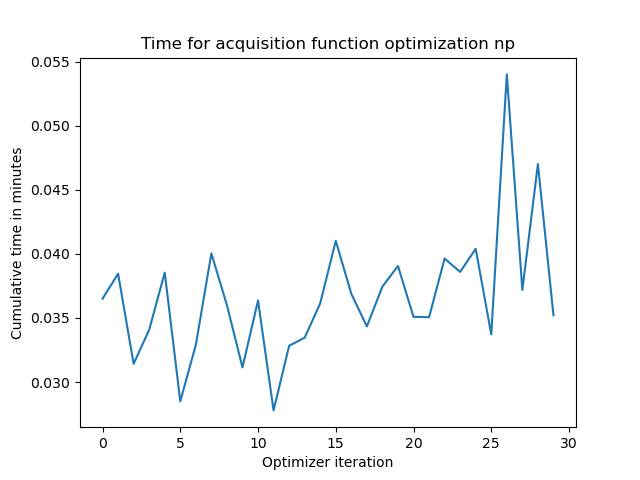 Time for acquisition function optimization np
Cumulative time in minutes
0.055
0.050
0.045
0.040
0.035
0.030
0 5 10 15 20 25 30
Optimizer iteration